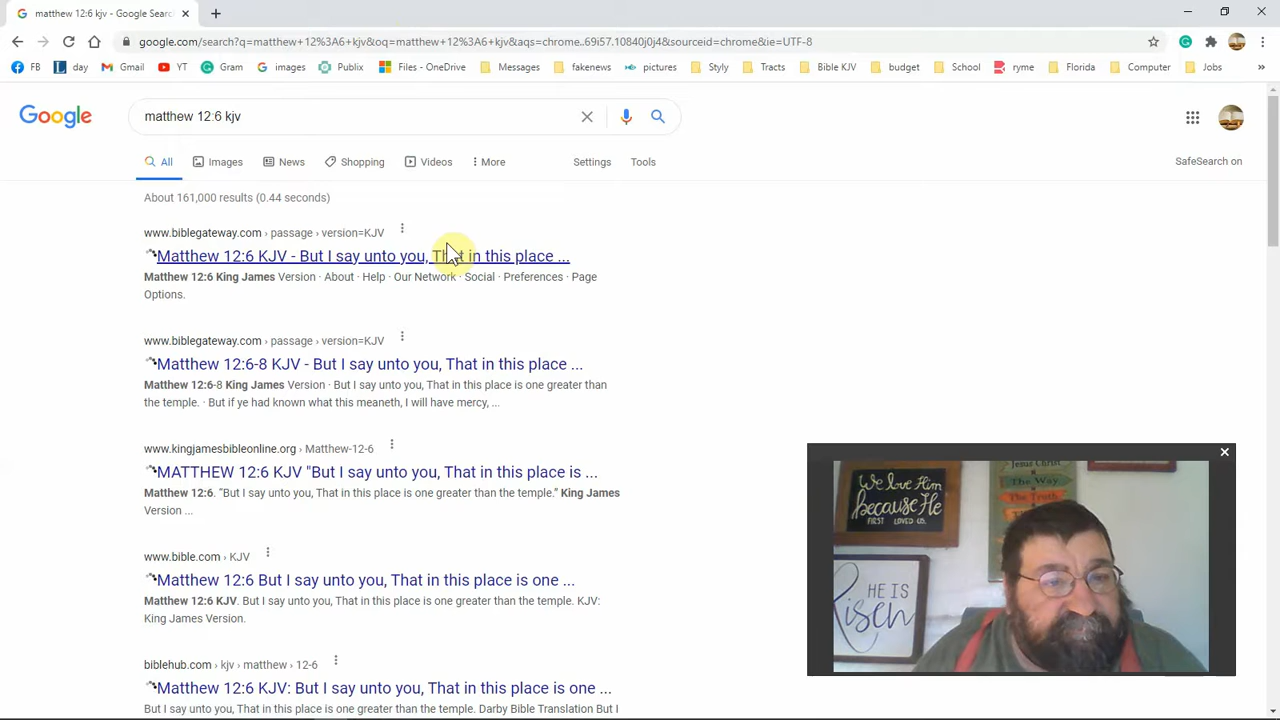 matthew 12:6 kjv - Google Searc
google.com/search?q=matthew+12%3A6+kjv&oq=matthew+12%3A6+kjv&aqs=chrome..69i57.10840j0j4&sourceid=chrome&ie=UTF-8
FB day Gmail YT Gram images Publix Files - OneDrive Messages fakenews pictures Styly Tracts Bible KJV budget School ryme Florida Computer Jobs »
Google
matthew 12:6 kjv
All Images News Shopping Videos More Settings Tools
SafeSearch on
About 161,000 results (0.44 seconds)
www.biblegateway.com › passage › version=KJV
Matthew 12:6 KJV - But I say unto you, That in this place ...
Matthew 12:6 King James Version · About · Help · Our Network · Social · Preferences · Page
Options.
www.biblegateway.com › passage › version=KJV
Matthew 12:6-8 KJV - But I say unto you, That in this place ...
Matthew 12:6-8 King James Version · But I say unto you, That in this place is one greater than
the temple. · But if ye had known what this meaneth, I will have mercy, ...
www.kingjamesbibleonline.org › Matthew-12-6
MATTHEW 12:6 KJV "But I say unto you, That in this place is ...
Matthew 12:6. "But I say unto you, That in this place is one greater than the temple." King James
Version ...
www.bible.com › KJV
Matthew 12:6 But I say unto you, That in this place is one ...
Matthew 12:6 KJV. But I say unto you, That in this place is one greater than the temple. KJV:
King James Version.
biblehub.com › kjv › matthew › 12-6
Matthew 12:6 KJV: But I say unto you, That in this place is one ...
But I say unto you, That in this place is one greater than the temple. Darby Bible Translation But I
We love Him
because He
FIRST LOVED US.
Jesus Christ
The Way
The Truth
HE IS
Risen